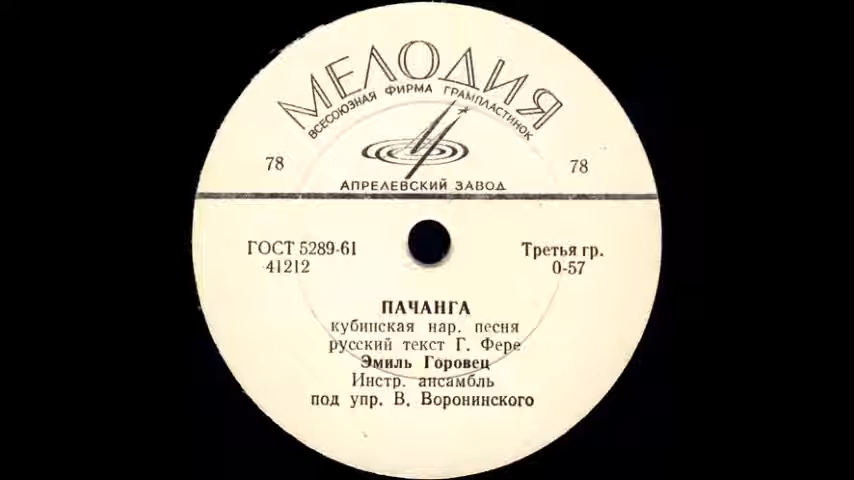 МЕЛОДИЯ
ВСЕСОЮЗНАЯ ФИРМА ГРАМПЛАСТИНОК
78
78
АПРЕЛЕВСКИЙ ЗАВОД
ГОСТ 5289-61
Третья гр.
41212
0-57
ПАЧАНГА
кубинская нар. песня
русский текст Г. Фере
Эмиль Горовец
Инстр. ансамбль
под упр. В. Воронинского